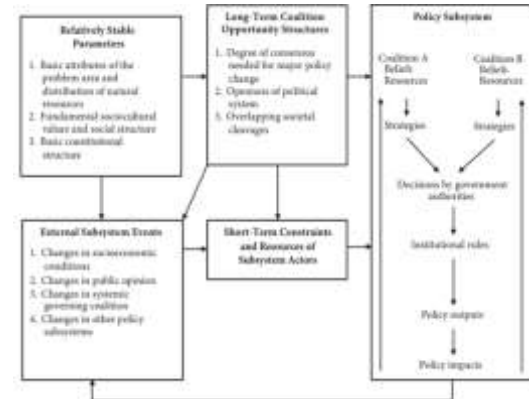 Relatively Stable
Parameters
1. Basic attributes of the
problem area and
distribution of natural
resources
2. Fundamental sociocultural
values and social structure
3. Basic constitutional
structure
Long-Term Coalition
Opportunity Structures
1. Degree of consensus
needed for major policy
change
2. Openness of political
system
3. Overlapping societal
cleavages
Policy Subsystem
Coalition A
Beliefs
Resources
Coalition B
Beliefs
Resources
Strategies
Strategies
Decisions by government
authorities
Institutional rules
Policy outputs
Policy impacts
External Subsystem Events
1. Changes in socioeconomic
conditions
2. Changes in public opinion
3. Changes in systemic
governing coalition
4. Changes in other policy
subsystems
Short-Term Constraints
and Resources of
Subsystem Actors